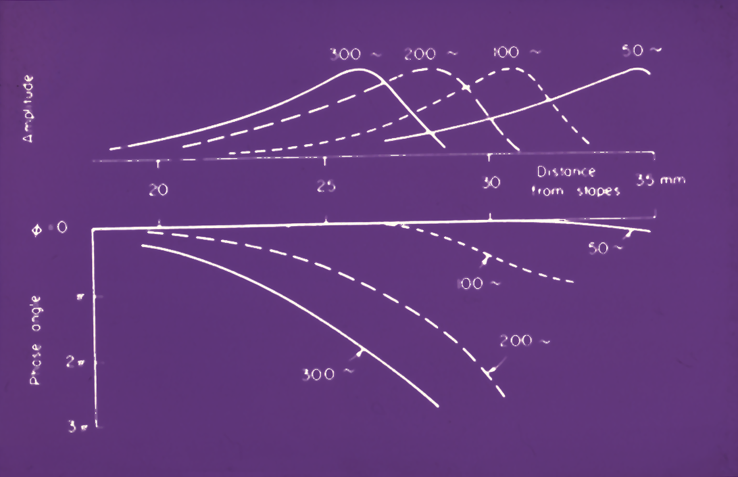 300 ~ 200 ~ 100 ~ 50 ~
Amplitude
20 25 30 35 mm
Distance
from stapes
ϕ = 0
π
2π
3π
Phase angle
50 ~
100 ~
200 ~
300 ~